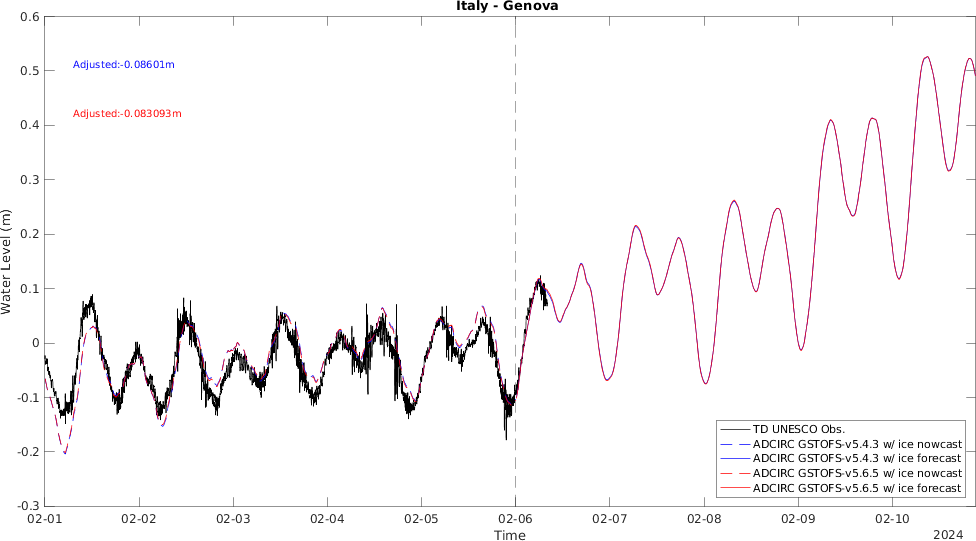 Italy - Genova
0.6
0.5
0.4
0.3
0.2
0.1
0
-0.1
-0.2
-0.3
Water Level (m)
Adjusted:-0.08601m
Adjusted:-0.083093m
TD UNESCO Obs.
ADCIRC GSTOFS-v5.4.3 w/ ice nowcast
ADCIRC GSTOFS-v5.4.3 w/ ice forecast
ADCIRC GSTOFS-v5.6.5 w/ ice nowcast
ADCIRC GSTOFS-v5.6.5 w/ ice forecast
02-01 02-02 02-03 02-04 02-05 02-06 02-07 02-08 02-09 02-10
Time
2024